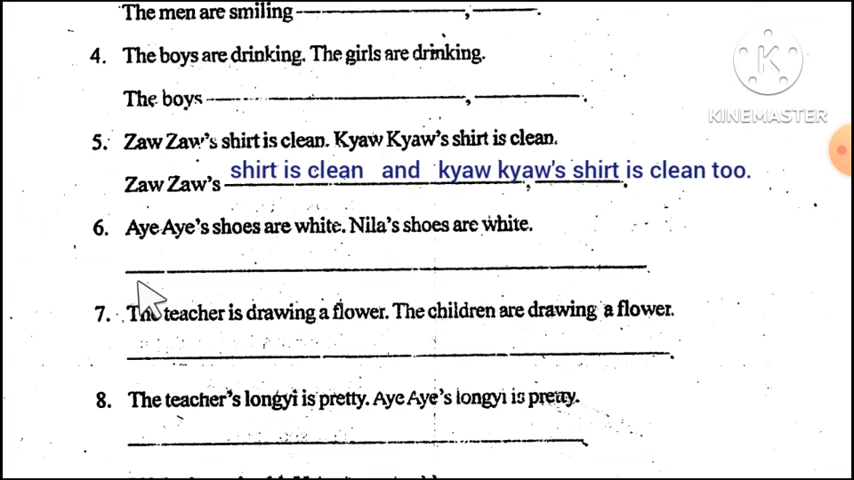 The men are smiling ,.
4. The boys are drinking. The girls are drinking.
The boys , .
5. Zaw Zaw's shirt is clean. Kyaw Kyaw's shirt is clean.
Zaw Zaw's shirt is clean and kyaw kyaw's shirt is clean too.
6. Aye Aye's shoes are white. Nila's shoes are white.
7. The teacher is drawing a flower. The children are drawing a flower.
8. The teacher's longyi is pretty. Aye Aye's longyi is pretty.
K
KINEMASTER